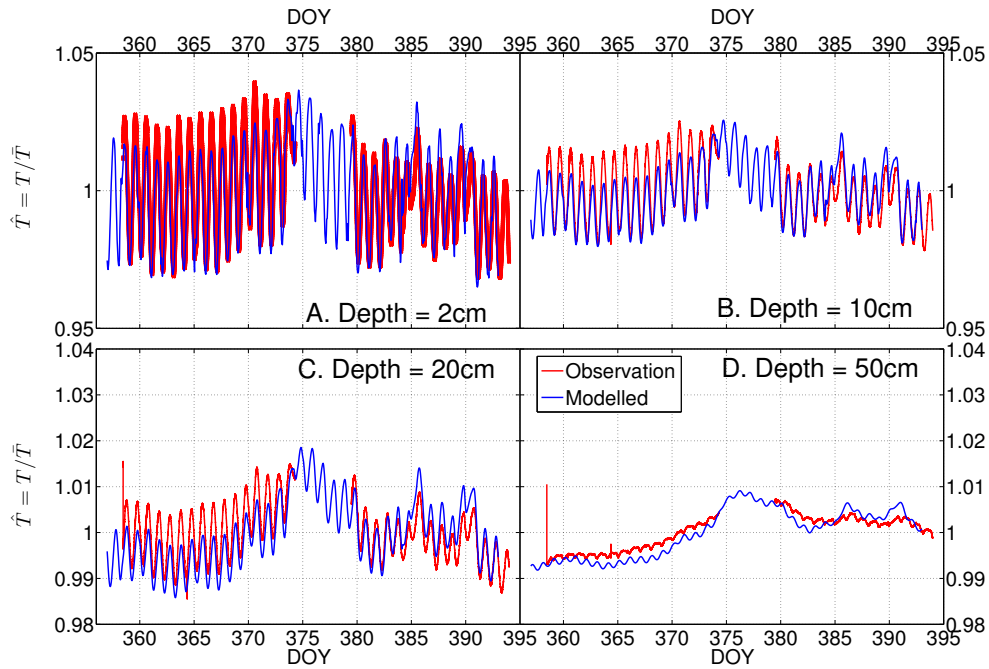 DOY DOY
360 365 370 375 380 385 390 395 360 365 370 375 380 385 390 395
1.05 1.05
T̂ = T/T̄ 1 1
A. Depth = 2cm B. Depth = 10cm
0.95 0.95
1.04 1.04
C. Depth = 20cm Observation D. Depth = 50cm
Modelled
1.03 1.03
1.02 1.02
T̂ = T/T̄ 1.01 1.01
1 1
0.99 0.99
0.98 0.98
360 365 370 375 380 385 390 395 360 365 370 375 380 385 390 395
DOY DOY